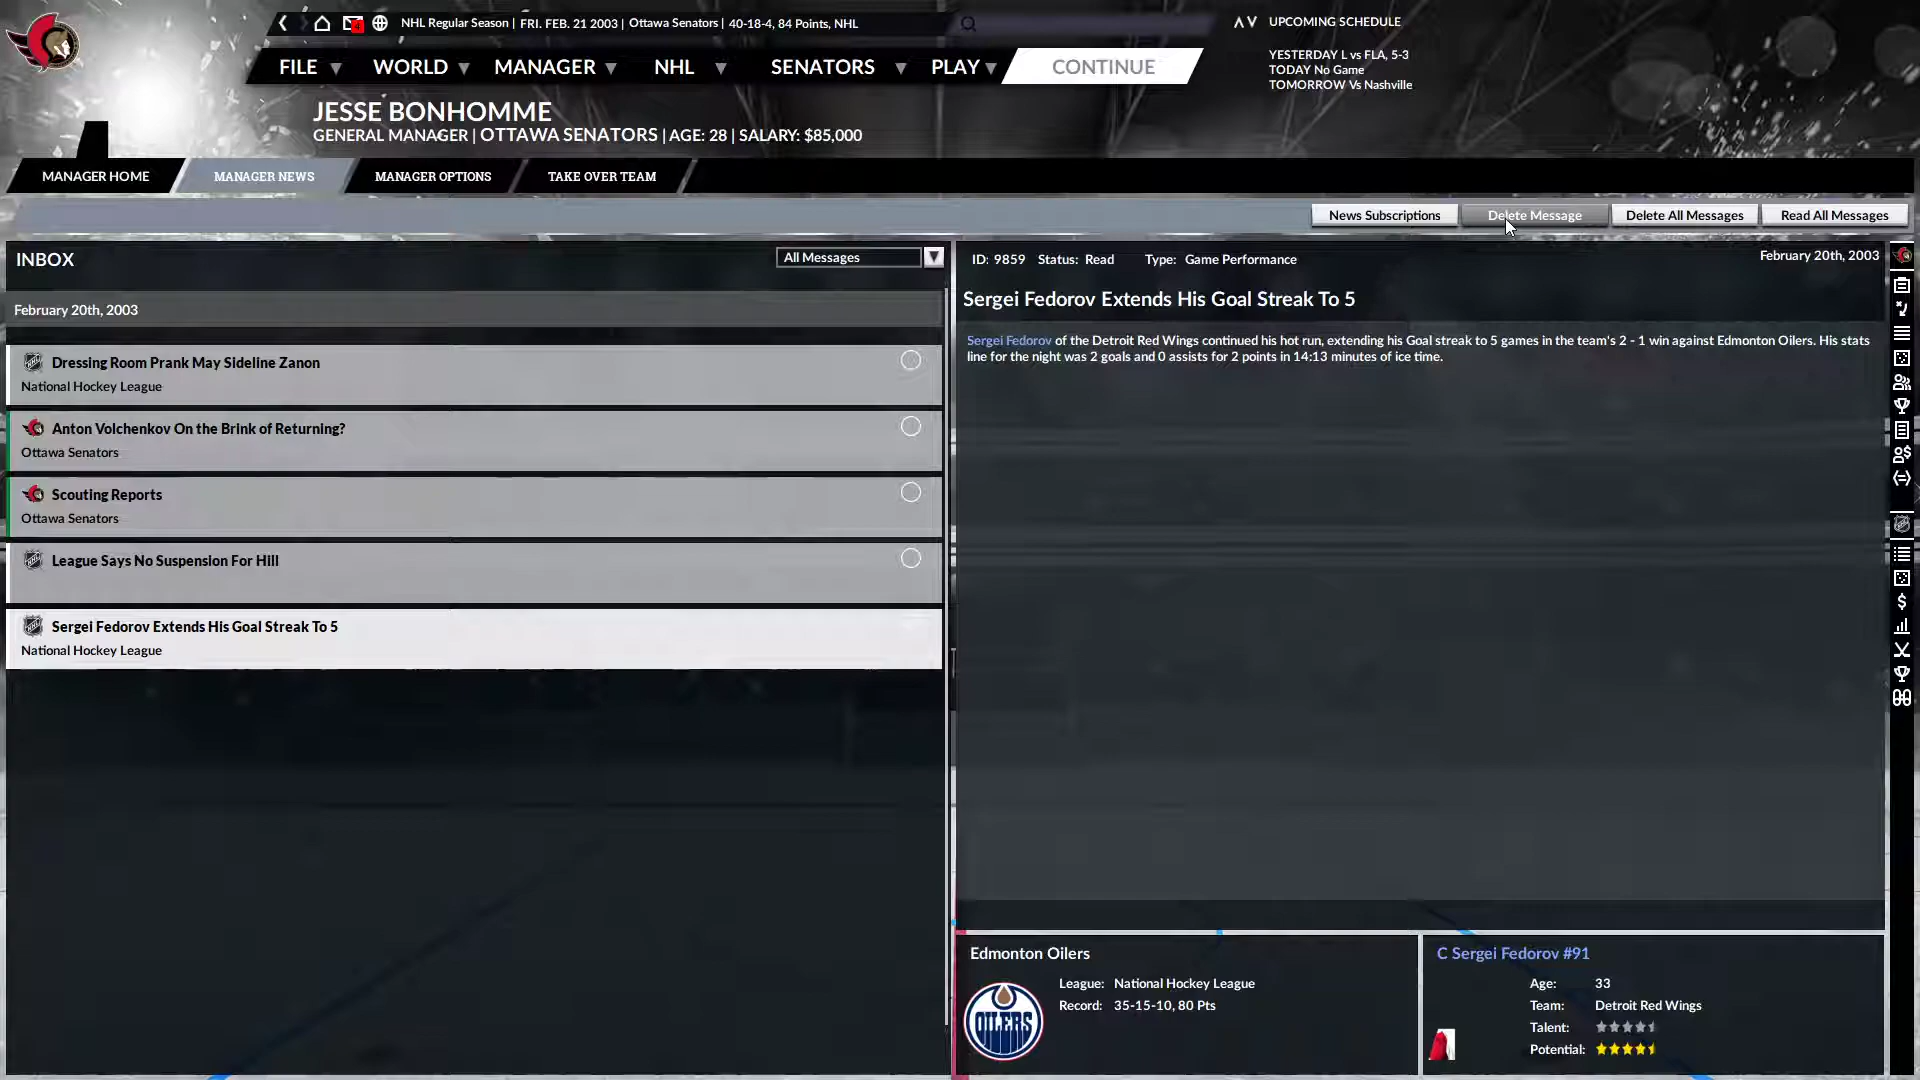 NHL Regular Season | FRI. FEB. 21 2003 | Ottawa Senators | 40-18-4, 84 Points, NHL
UPCOMING SCHEDULE
YESTERDAY L vs FLA, 5-3
TODAY No Game
TOMORROW Vs Nashville
FILE WORLD MANAGER NHL SENATORS PLAY CONTINUE
JESSE BONHOMME
GENERAL MANAGER | OTTAWA SENATORS | AGE: 28 | SALARY: $85,000
MANAGER HOME MANAGER NEWS MANAGER OPTIONS TAKE OVER TEAM
News Subscriptions Delete Message Delete All Messages Read All Messages
INBOX All Messages
February 20th, 2003
Dressing Room Prank May Sideline Zanon
National Hockey League
Anton Volchenkov On the Brink of Returning?
Ottawa Senators
Scouting Reports
Ottawa Senators
League Says No Suspension For Hill
Sergei Fedorov Extends His Goal Streak To 5
National Hockey League
ID: 9859 Status: Read Type: Game Performance February 20th, 2003
Sergei Fedorov Extends His Goal Streak To 5
Sergei Fedorov of the Detroit Red Wings continued his hot run, extending his Goal streak to 5 games in the team's 2 - 1 win against Edmonton Oilers. His stats
line for the night was 2 goals and 0 assists for 2 points in 14:13 minutes of ice time.
Edmonton Oilers
League: National Hockey League
Record: 35-15-10, 80 Pts
OILERS
C Sergei Fedorov #91
Age: 33
Team: Detroit Red Wings
Talent:
Potential: